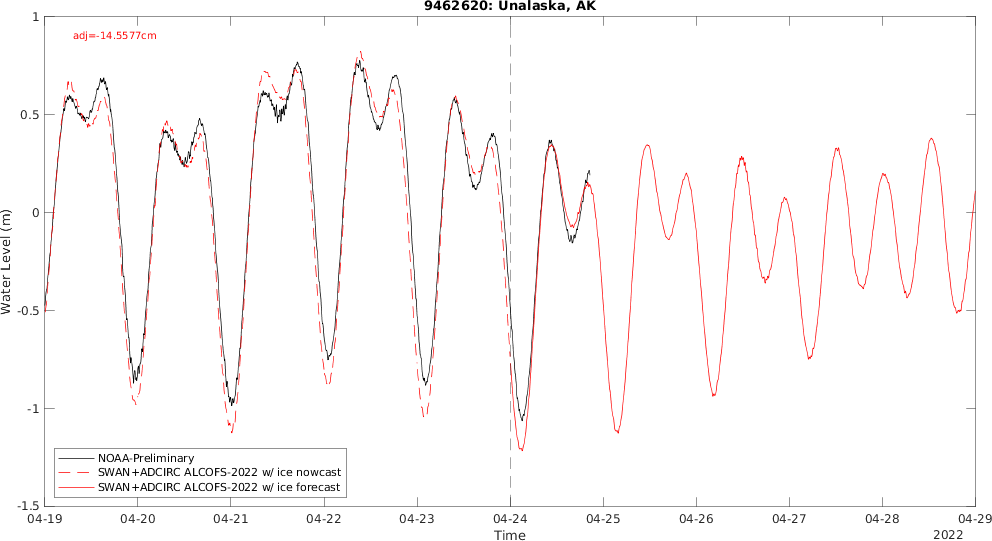 9462620: Unalaska, AK
adj=-14.5577cm
Water Level (m)
1
0.5
0
-0.5
-1
-1.5
NOAA-Preliminary
SWAN+ADCIRC ALCOFS-2022 w/ ice nowcast
SWAN+ADCIRC ALCOFS-2022 w/ ice forecast
04-19 04-20 04-21 04-22 04-23 04-24 04-25 04-26 04-27 04-28 04-29
Time
2022